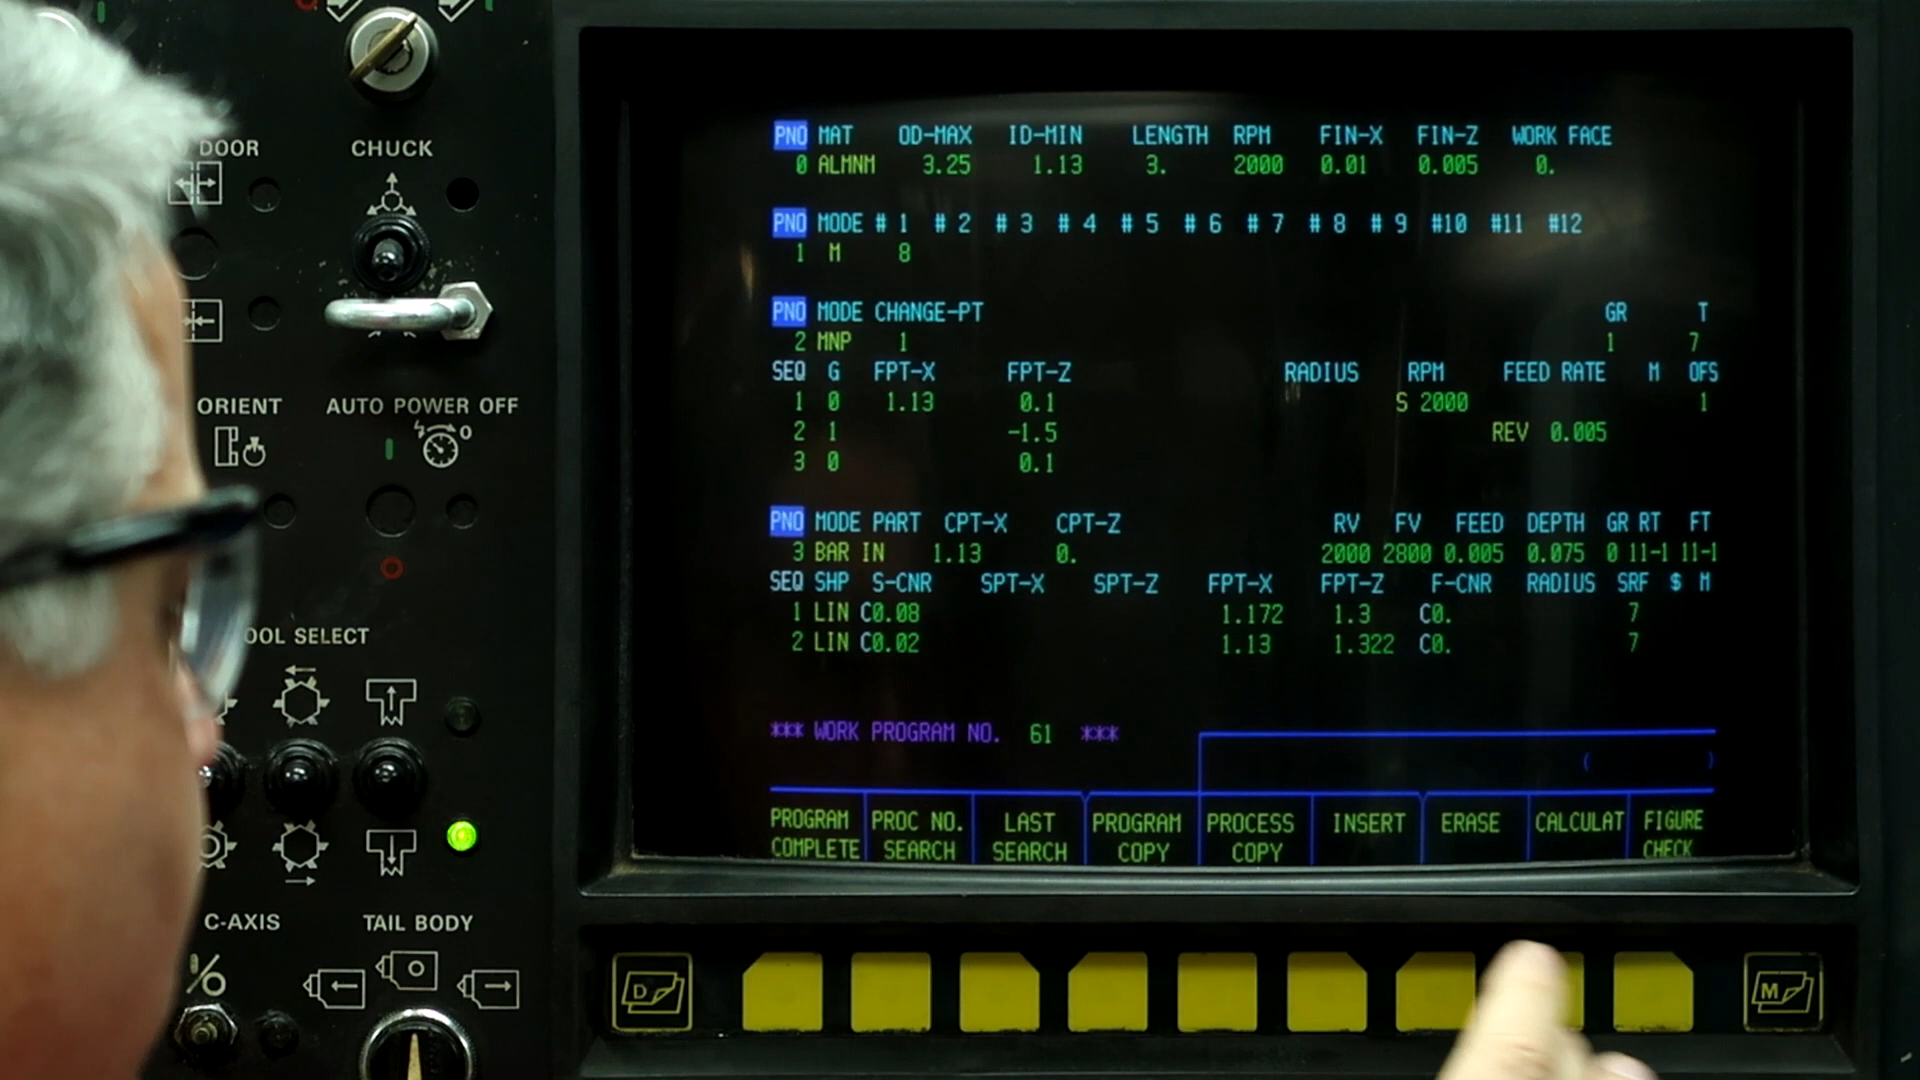 DOOR
CHUCK
ORIENT
AUTO POWER OFF
OOL SELECT
C-AXIS
TAIL BODY
PNO MAT OD-MAX ID-MIN LENGTH RPM FIN-X FIN-Z WORK FACE
0 ALMNM 3.25 1.13 3. 2000 0.01 0.005 0.
PNO MODE # 1 # 2 # 3 # 4 # 5 # 6 # 7 # 8 # 9 #10 #11 #12
1 M 8
PNO MODE CHANGE-PT GR T
2 MNP 1 1 7
SEQ G FPT-X FPT-Z RADIUS RPM FEED RATE M OFS
1 0 1.13 0.1 S 2000 1
2 1 -1.5 REV 0.005
3 0 0.1
PNO MODE PART CPT-X CPT-Z RV FV FEED DEPTH GR RT FT
3 BAR IN 1.13 0. 2000 2800 0.005 0.075 0 11-1 11-1
SEQ SHP S-CNR SPT-X SPT-Z FPT-X FPT-Z F-CNR RADIUS SRF $ M
1 LIN C0.08 1.172 1.3 C0. 7
2 LIN C0.02 1.13 1.322 C0. 7
*** WORK PROGRAM NO. 61 ***
( )
PROGRAM COMPLETE
PROC NO. SEARCH
LAST SEARCH
PROGRAM COPY
PROCESS COPY
INSERT
ERASE
CALCULAT
FIGURE CHECK
D
M